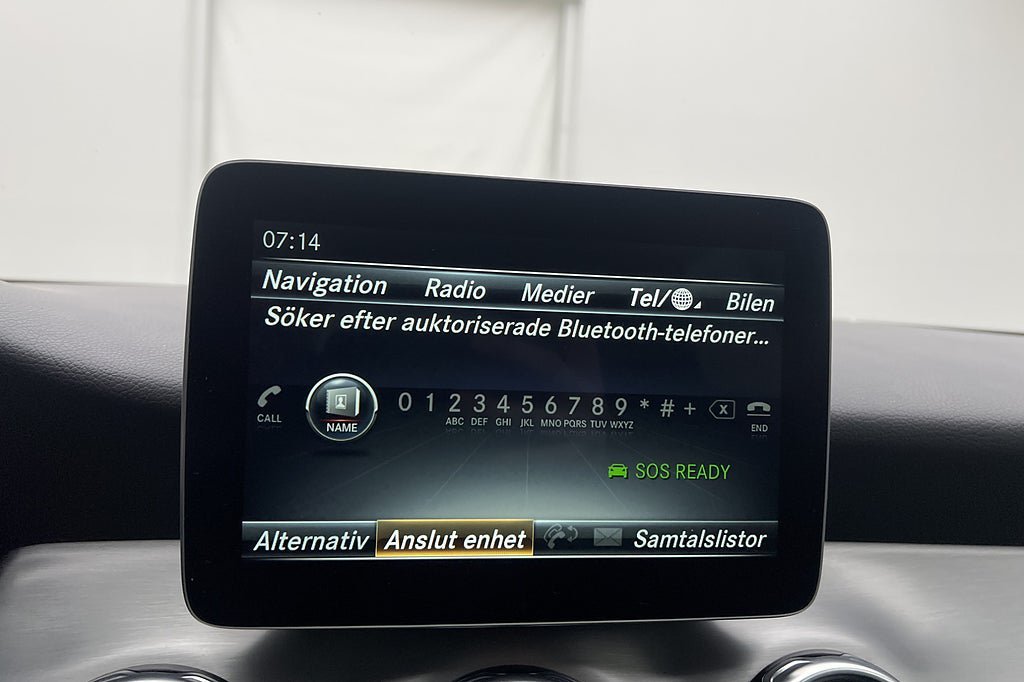 07:14
Navigation Radio Medier Tel/ Bilen
Söker efter auktoriserade Bluetooth-telefoner...
0 1 2 3 4 5 6 7 8 9 * # +
CALL NAME ABC DEF GHI JKL MNO PQRS TUV WXYZ END
SOS READY
Alternativ Anslut enhet Samtalslistor